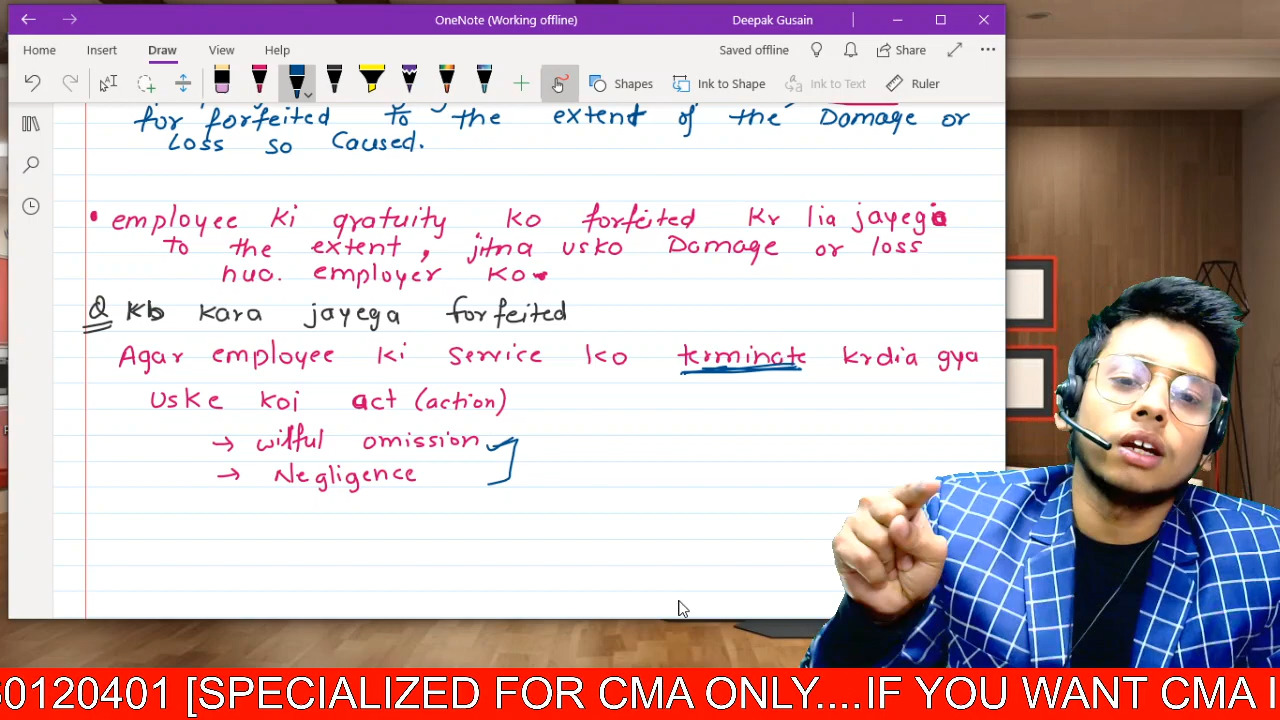 OneNote (Working offline)
Deepak Gusain
Home Insert Draw View Help
Saved offline
Share
Shapes
Ink to Shape
Ink to Text
Ruler
for forfeited to the extent of the Damage or
Loss so Caused.
• employee ki gratuity ko forfeited Kr lia jayega
to the extent, jitna usko Damage or loss
hua. employer ko.
Q Kb kara jayega forfeited
Agar employee ki service ko terminate krdia gya
uske koi act (action)
→ wilful omission
→ Negligence
60120401 [SPECIALIZED FOR CMA ONLY....IF YOU WANT CMA I